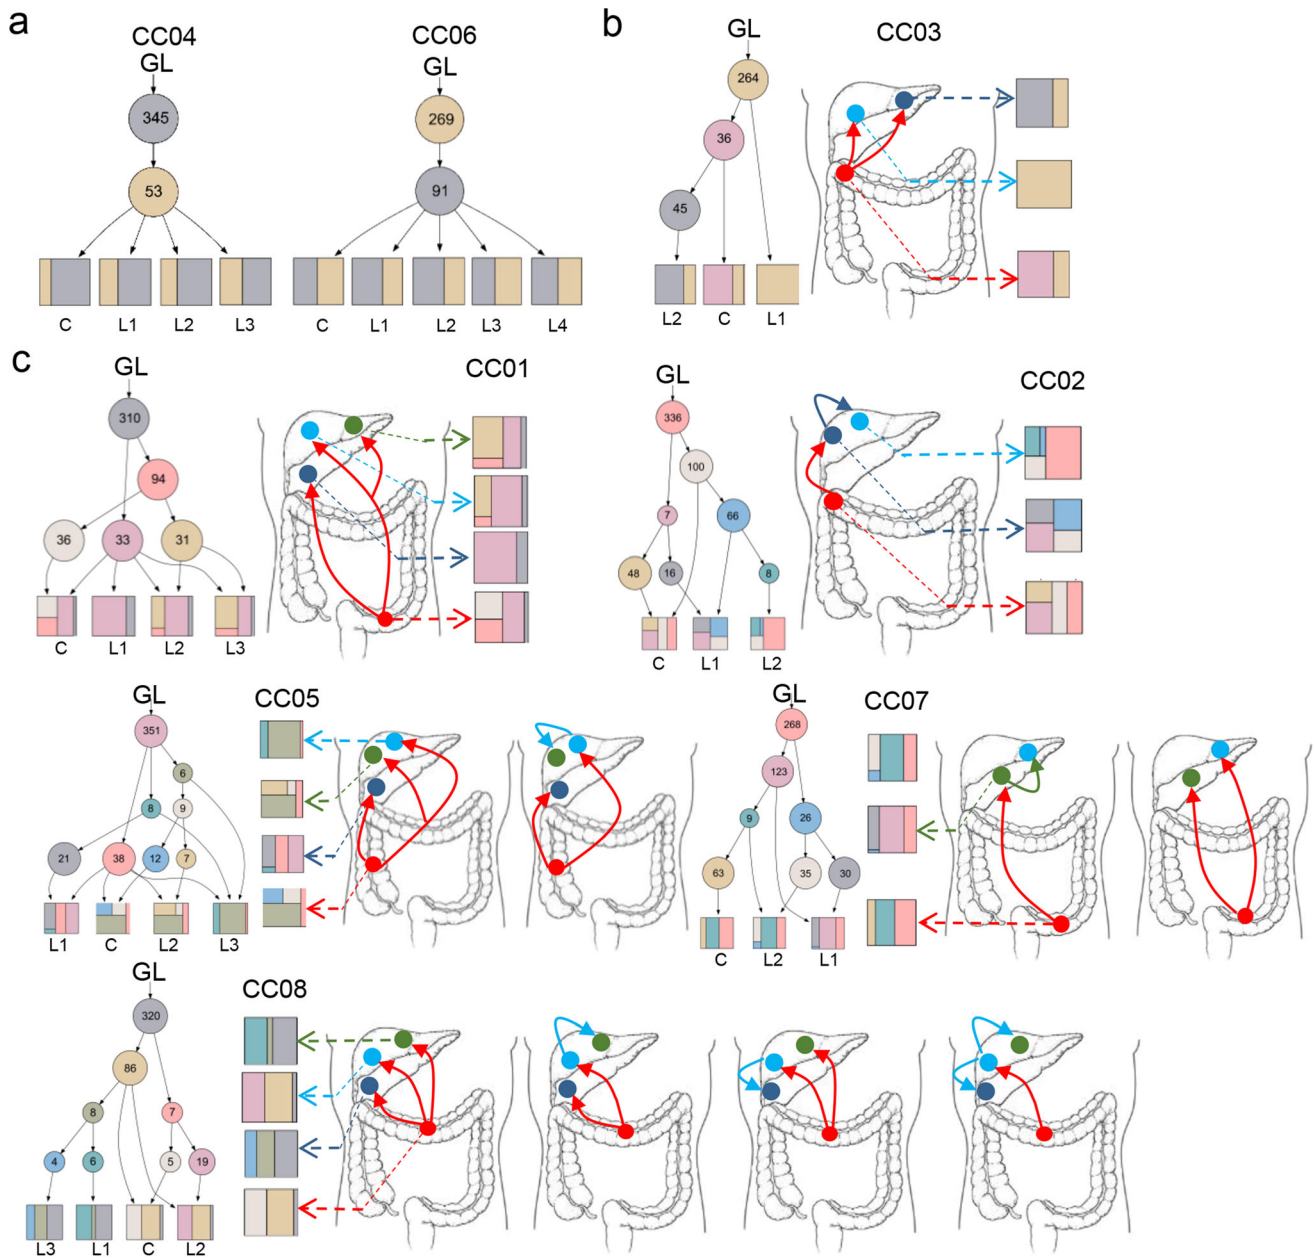 a
CC04
GL
345
53
C L1 L2 L3
CC06
GL
269
91
C L1 L2 L3 L4
b
GL
CC03
264
36
45
L2 C L1
c
GL
CC01
310
94
36 33 31
C L1 L2 L3
GL
CC02
336
100
7 66
48 16 8
C L1 L2
GL
CC05
351
6
8 9
21 38 12 7
L1 C L2 L3
GL
CC07
268
123
9 26
63 35 30
C L2 L1
GL
CC08
320
86
8 7
4 6 5 19
L3 L1 C L2